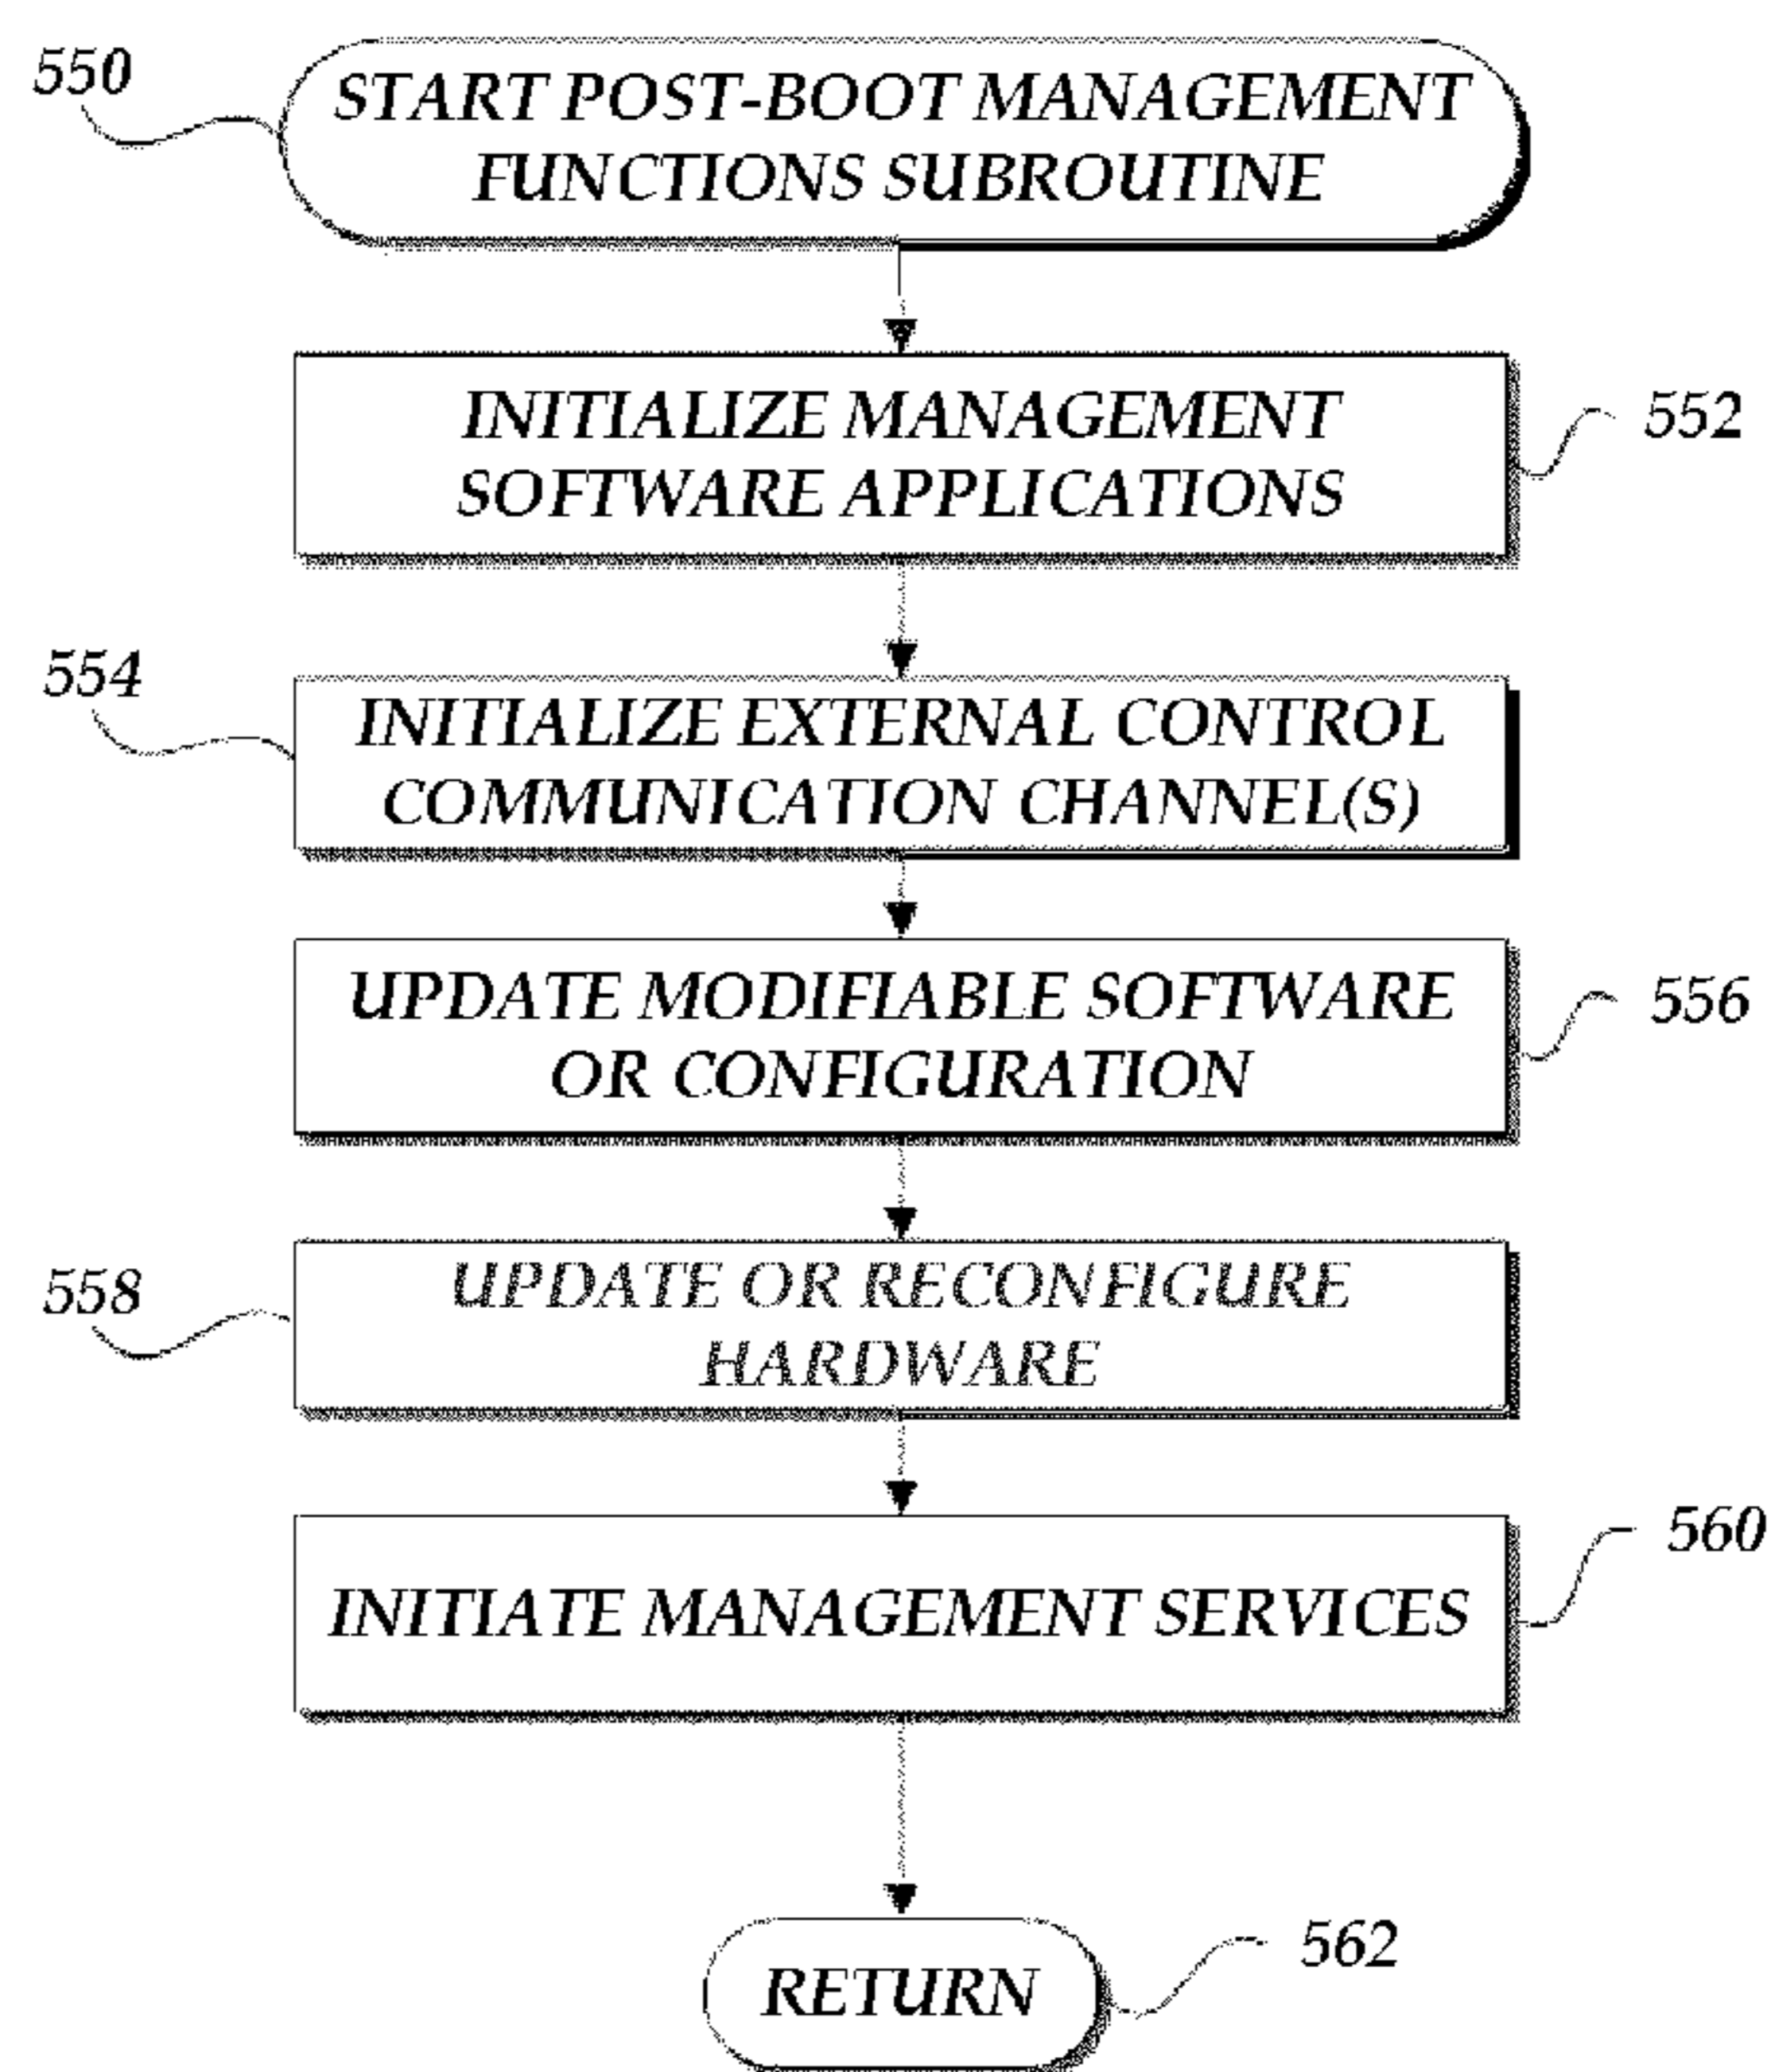 550
START POST-BOOT MANAGEMENT
FUNCTIONS SUBROUTINE
INITIALIZE MANAGEMENT
SOFTWARE APPLICATIONS
552
554
INITIALIZE EXTERNAL CONTROL
COMMUNICATION CHANNEL(S)
UPDATE MODIFIABLE SOFTWARE
OR CONFIGURATION
556
558
UPDATE OR RECONFIGURE
HARDWARE
INITIATE MANAGEMENT SERVICES
560
RETURN
562